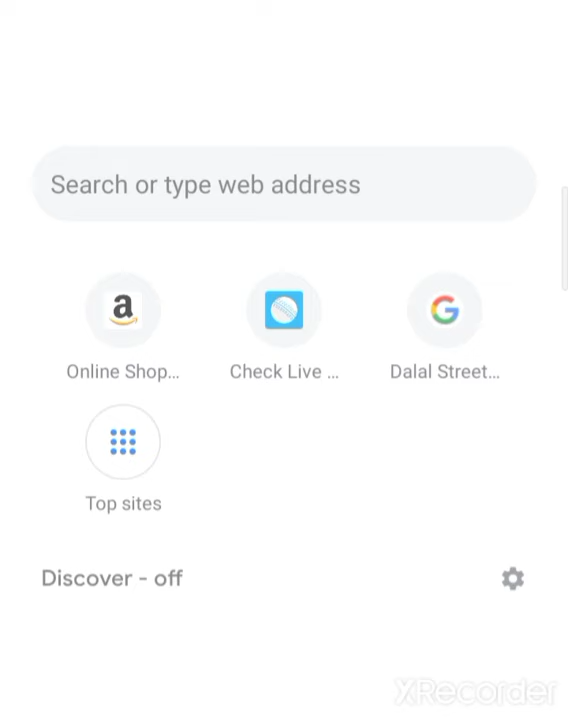 Search or type web address
Online Shop...
Check Live ...
Dalal Street...
Top sites
Discover - off
XRecorder